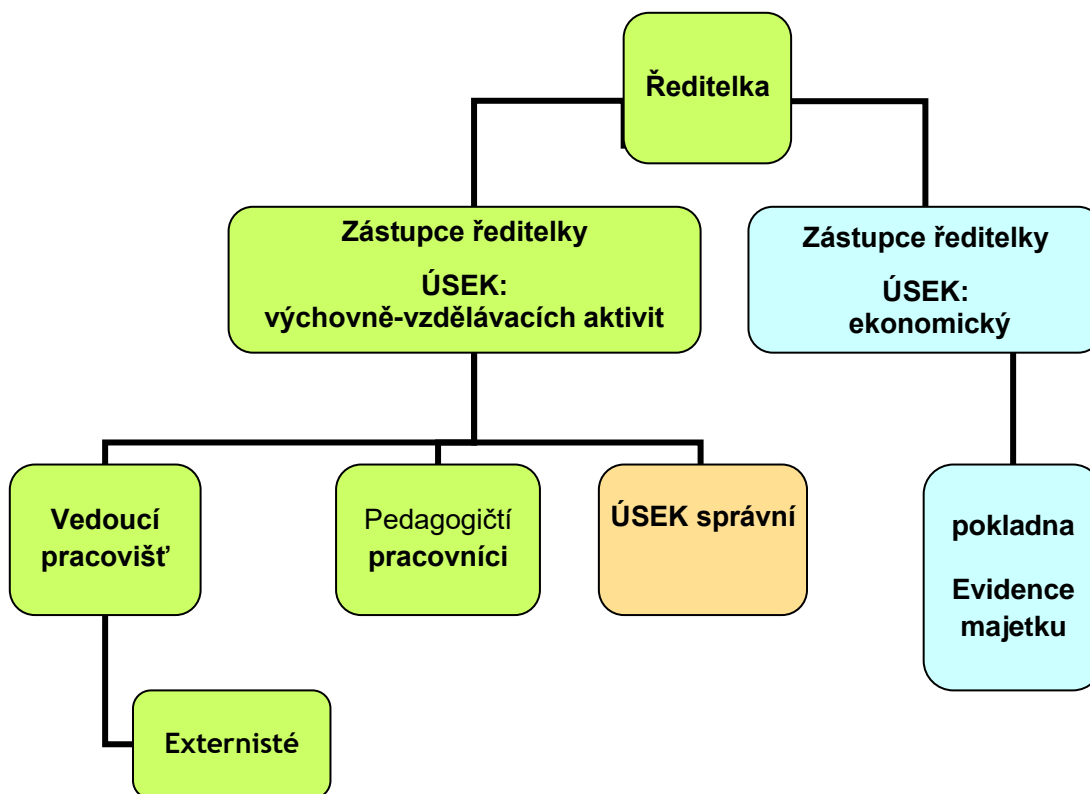 Ředitelka
Zástupce ředitelky
ÚSEK:
výchovně-vzdělávacích aktivit
Zástupce ředitelky
ÚSEK:
ekonomický
Vedoucí
pracovišť
Pedagogičtí
pracovníci
ÚSEK správní
pokladna
Evidence
majetku
Externisté